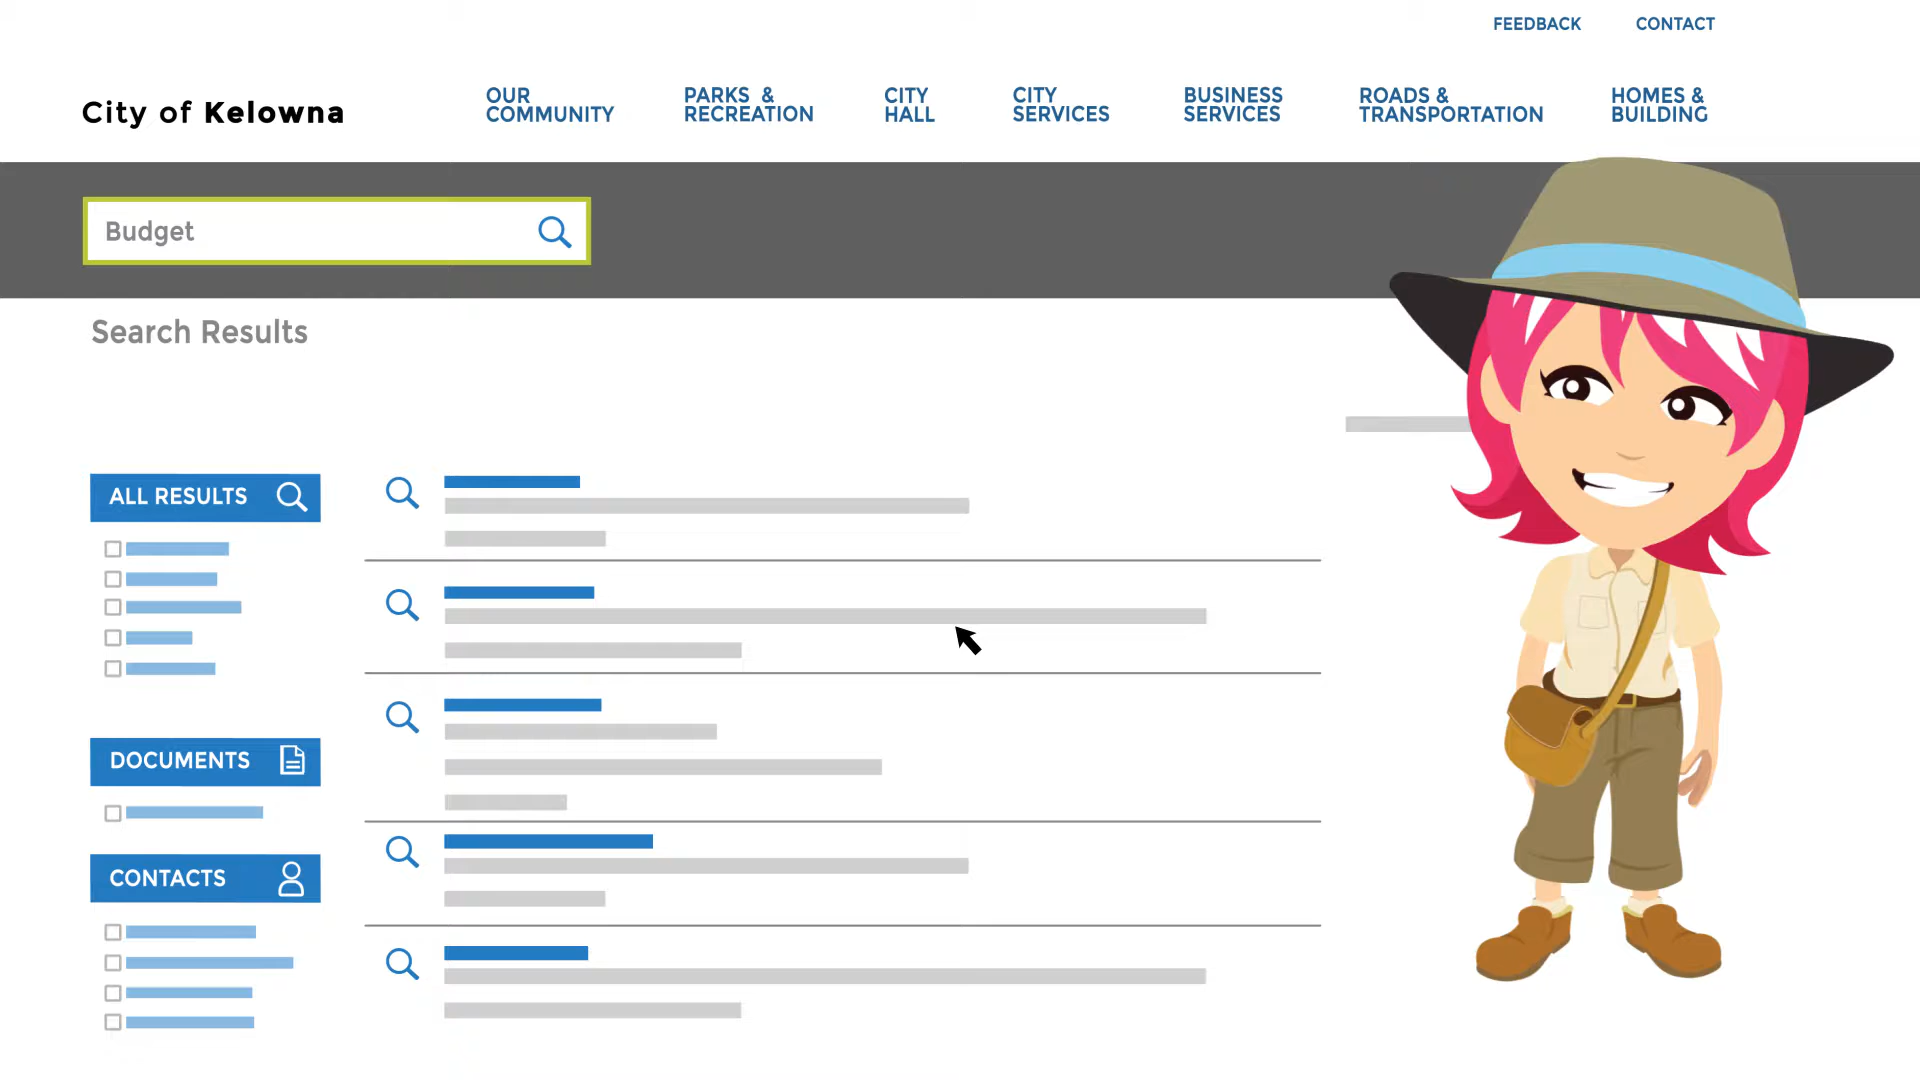 FEEDBACK CONTACT
City of Kelowna
OUR COMMUNITY
PARKS & RECREATION
CITY HALL
CITY SERVICES
BUSINESS SERVICES
ROADS & TRANSPORTATION
HOMES & BUILDING
Budget
Search Results
ALL RESULTS
DOCUMENTS
CONTACTS